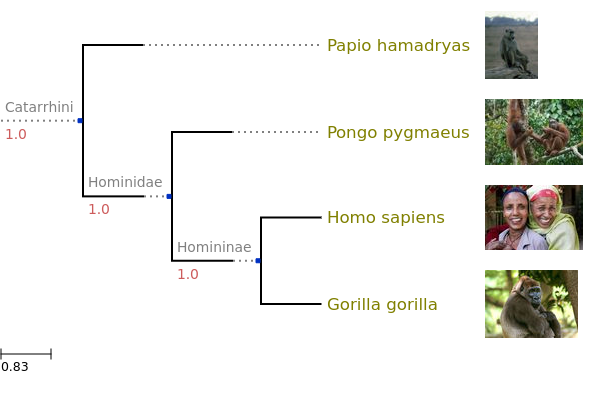 Papio hamadryas
Catarrhini
1.0
Pongo pygmaeus
Hominidae
1.0
Homo sapiens
Homininae
1.0
Gorilla gorilla
0.83